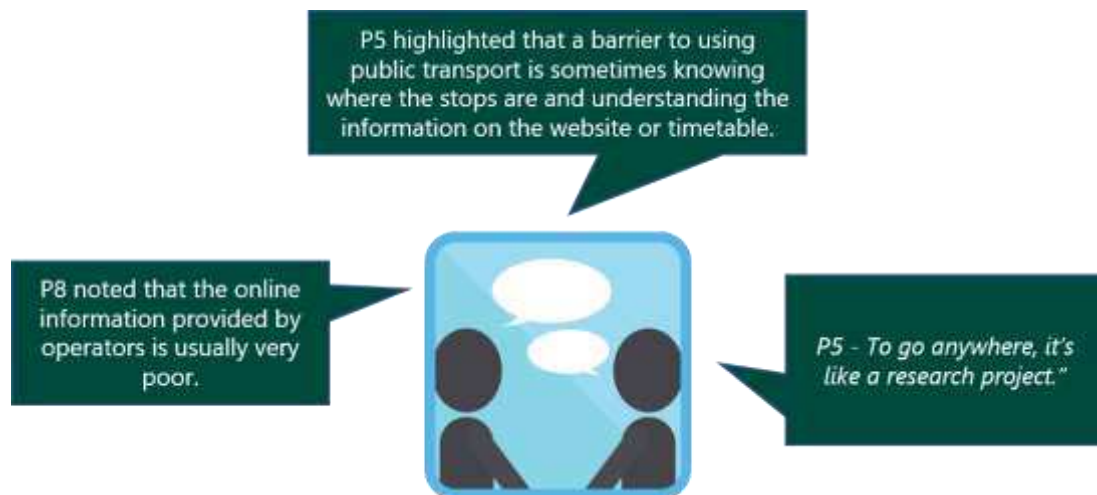 P5 highlighted that a barrier to using
public transport is sometimes knowing
where the stops are and understanding the
information on the website or timetable.
P8 noted that the online
information provided by
operators is usually very
poor.
P5 - To go anywhere, it's
like a research project."